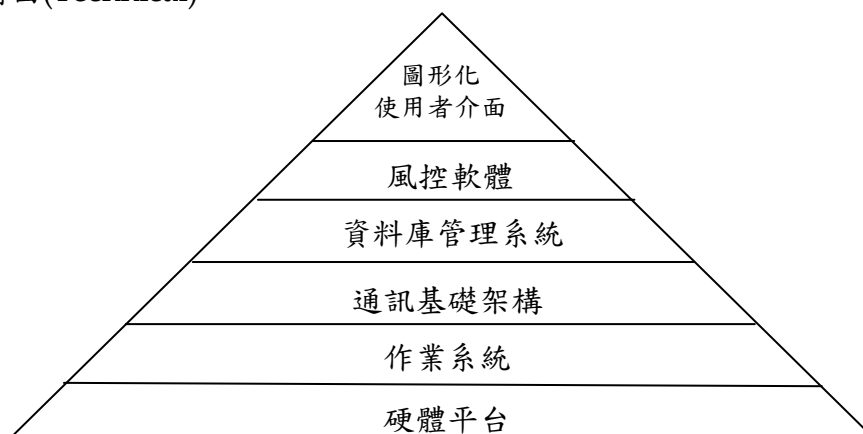 圖形化
使用者介面
風控軟體
資料庫管理系統
通訊基礎架構
作業系統
硬體平台